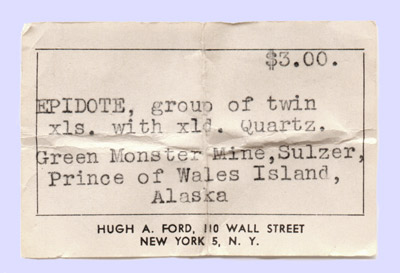 $3.00.
EPIDOTE, group of twin
xls. with xld. Quartz.
Green Monster Mine,Sulzer,
Prince of Wales Island,
Alaska
HUGH A. FORD, 110 WALL STREET
NEW YORK 5, N. Y.